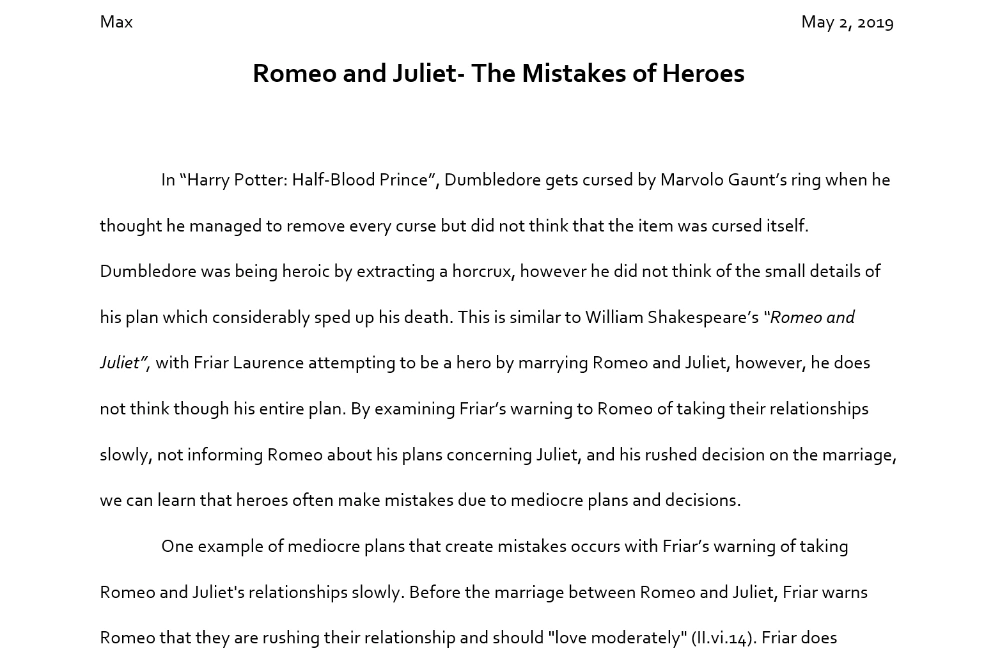 Max May 2, 2019
Romeo and Juliet- The Mistakes of Heroes
In “Harry Potter: Half-Blood Prince”, Dumbledore gets cursed by Marvolo Gaunt’s ring when he
thought he managed to remove every curse but did not think that the item was cursed itself.
Dumbledore was being heroic by extracting a horcrux, however he did not think of the small details of
his plan which considerably sped up his death. This is similar to William Shakespeare’s “Romeo and
Juliet”, with Friar Laurence attempting to be a hero by marrying Romeo and Juliet, however, he does
not think though his entire plan. By examining Friar’s warning to Romeo of taking their relationships
slowly, not informing Romeo about his plans concerning Juliet, and his rushed decision on the marriage,
we can learn that heroes often make mistakes due to mediocre plans and decisions.
One example of mediocre plans that create mistakes occurs with Friar’s warning of taking
Romeo and Juliet's relationships slowly. Before the marriage between Romeo and Juliet, Friar warns
Romeo that they are rushing their relationship and should "love moderately" (II.vi.14). Friar does